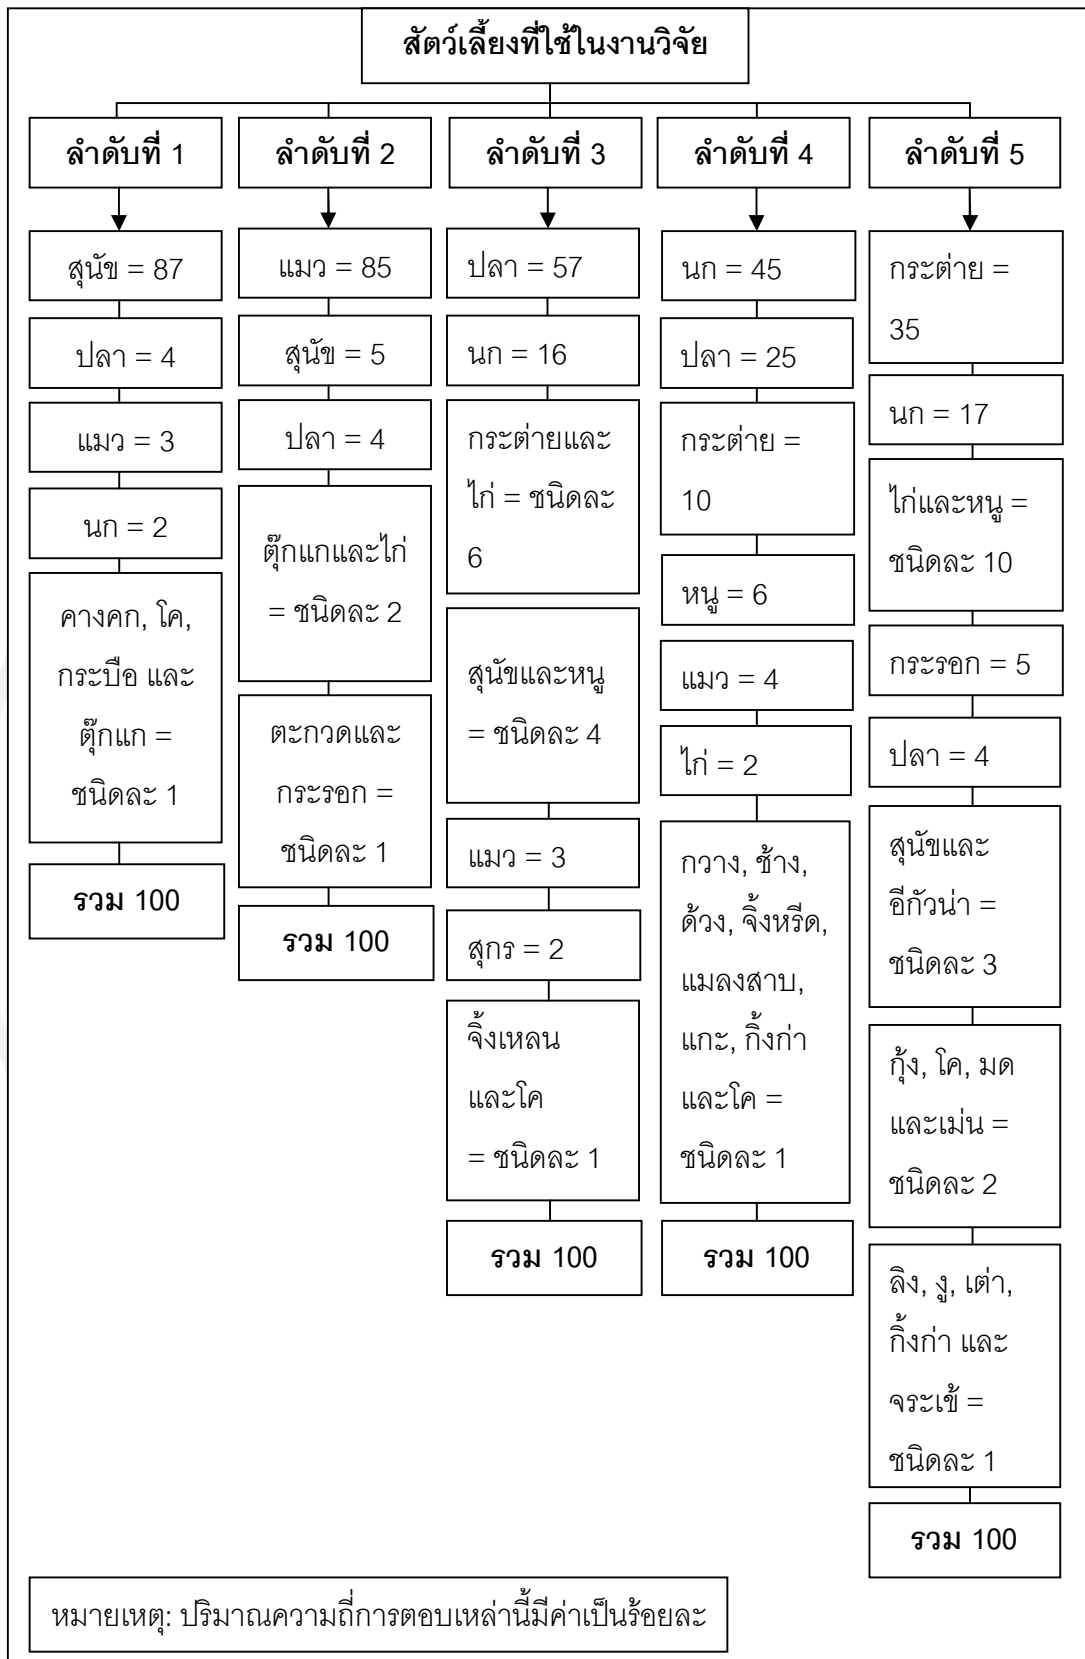 สัตว์เลี้ยงที่ใช้ในงานวิจัย
ลำดับที่ 1
สุนัข = 87
ปลา = 4
แมว = 3
นก = 2
คางคก, โค,
กระบือ และ
ตุ๊กแก =
ชนิดละ 1
รวม 100
ลำดับที่ 2
แมว = 85
สุนัข = 5
ปลา = 4
ตุ๊กแกและไก่
= ชนิดละ 2
ตะกวดและ
กระรอก =
ชนิดละ 1
รวม 100
ลำดับที่ 3
ปลา = 57
นก = 16
กระต่ายและ
ไก่ = ชนิดละ
6
สุนัขและหนู
= ชนิดละ 4
แมว = 3
สุกร = 2
จิ้งเหลน
และโค
= ชนิดละ 1
รวม 100
ลำดับที่ 4
นก = 45
ปลา = 25
กระต่าย =
10
หนู = 6
แมว = 4
ไก่ = 2
กวาง, ช้าง,
ด้วง, จิ้งหรีด,
แมลงสาบ,
แกะ, กิ้งก่า
และโค =
ชนิดละ 1
รวม 100
ลำดับที่ 5
กระต่าย =
35
นก = 17
ไก่และหนู =
ชนิดละ 10
กระรอก = 5
ปลา = 4
สุนัขและ
อีกัวน่า =
ชนิดละ 3
กุ้ง, โค, มด
และเม่น =
ชนิดละ 2
ลิง, งู, เต่า,
กิ้งก่า และ
จระเข้ =
ชนิดละ 1
รวม 100
หมายเหตุ: ปริมาณความถี่การตอบเหล่านี้มีค่าเป็นร้อยละ